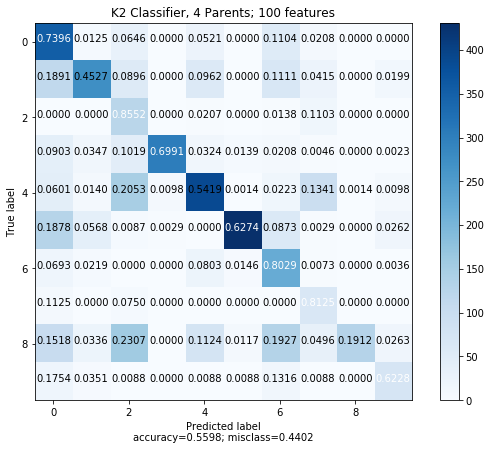 K2 Classifier, 4 Parents; 100 features
0 0.7396 0.0125 0.0646 0.0000 0.0521 0.0000 0.1104 0.0208 0.0000 0.0000
0.1891 0.4527 0.0896 0.0000 0.0962 0.0000 0.1111 0.0415 0.0000 0.0199
2 0.0000 0.0000 0.8552 0.0000 0.0207 0.0000 0.0138 0.1103 0.0000 0.0000
0.0903 0.0347 0.1019 0.6991 0.0324 0.0139 0.0208 0.0046 0.0000 0.0023
4 0.0601 0.0140 0.2053 0.0098 0.5419 0.0014 0.0223 0.1341 0.0014 0.0098
0.1878 0.0568 0.0087 0.0029 0.0000 0.6274 0.0873 0.0029 0.0000 0.0262
6 0.0693 0.0219 0.0000 0.0000 0.0803 0.0146 0.8029 0.0073 0.0000 0.0036
0.1125 0.0000 0.0750 0.0000 0.0000 0.0000 0.0000 0.8125 0.0000 0.0000
8 0.1518 0.0336 0.2307 0.0000 0.1124 0.0117 0.1927 0.0496 0.1912 0.0263
0.1754 0.0351 0.0088 0.0000 0.0088 0.0088 0.1316 0.0088 0.0000 0.6228
True label
0 2 4 6 8
Predicted label
accuracy=0.5598; misclass=0.4402
400
350
300
250
200
150
100
50
0